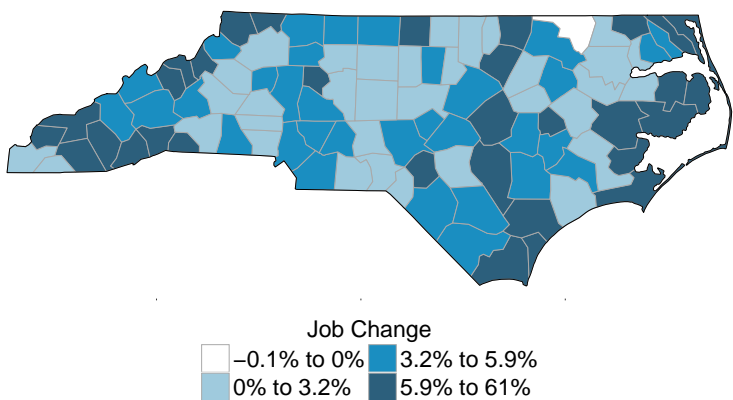 Job Change
−0.1% to 0%
3.2% to 5.9%
0% to 3.2%
5.9% to 61%